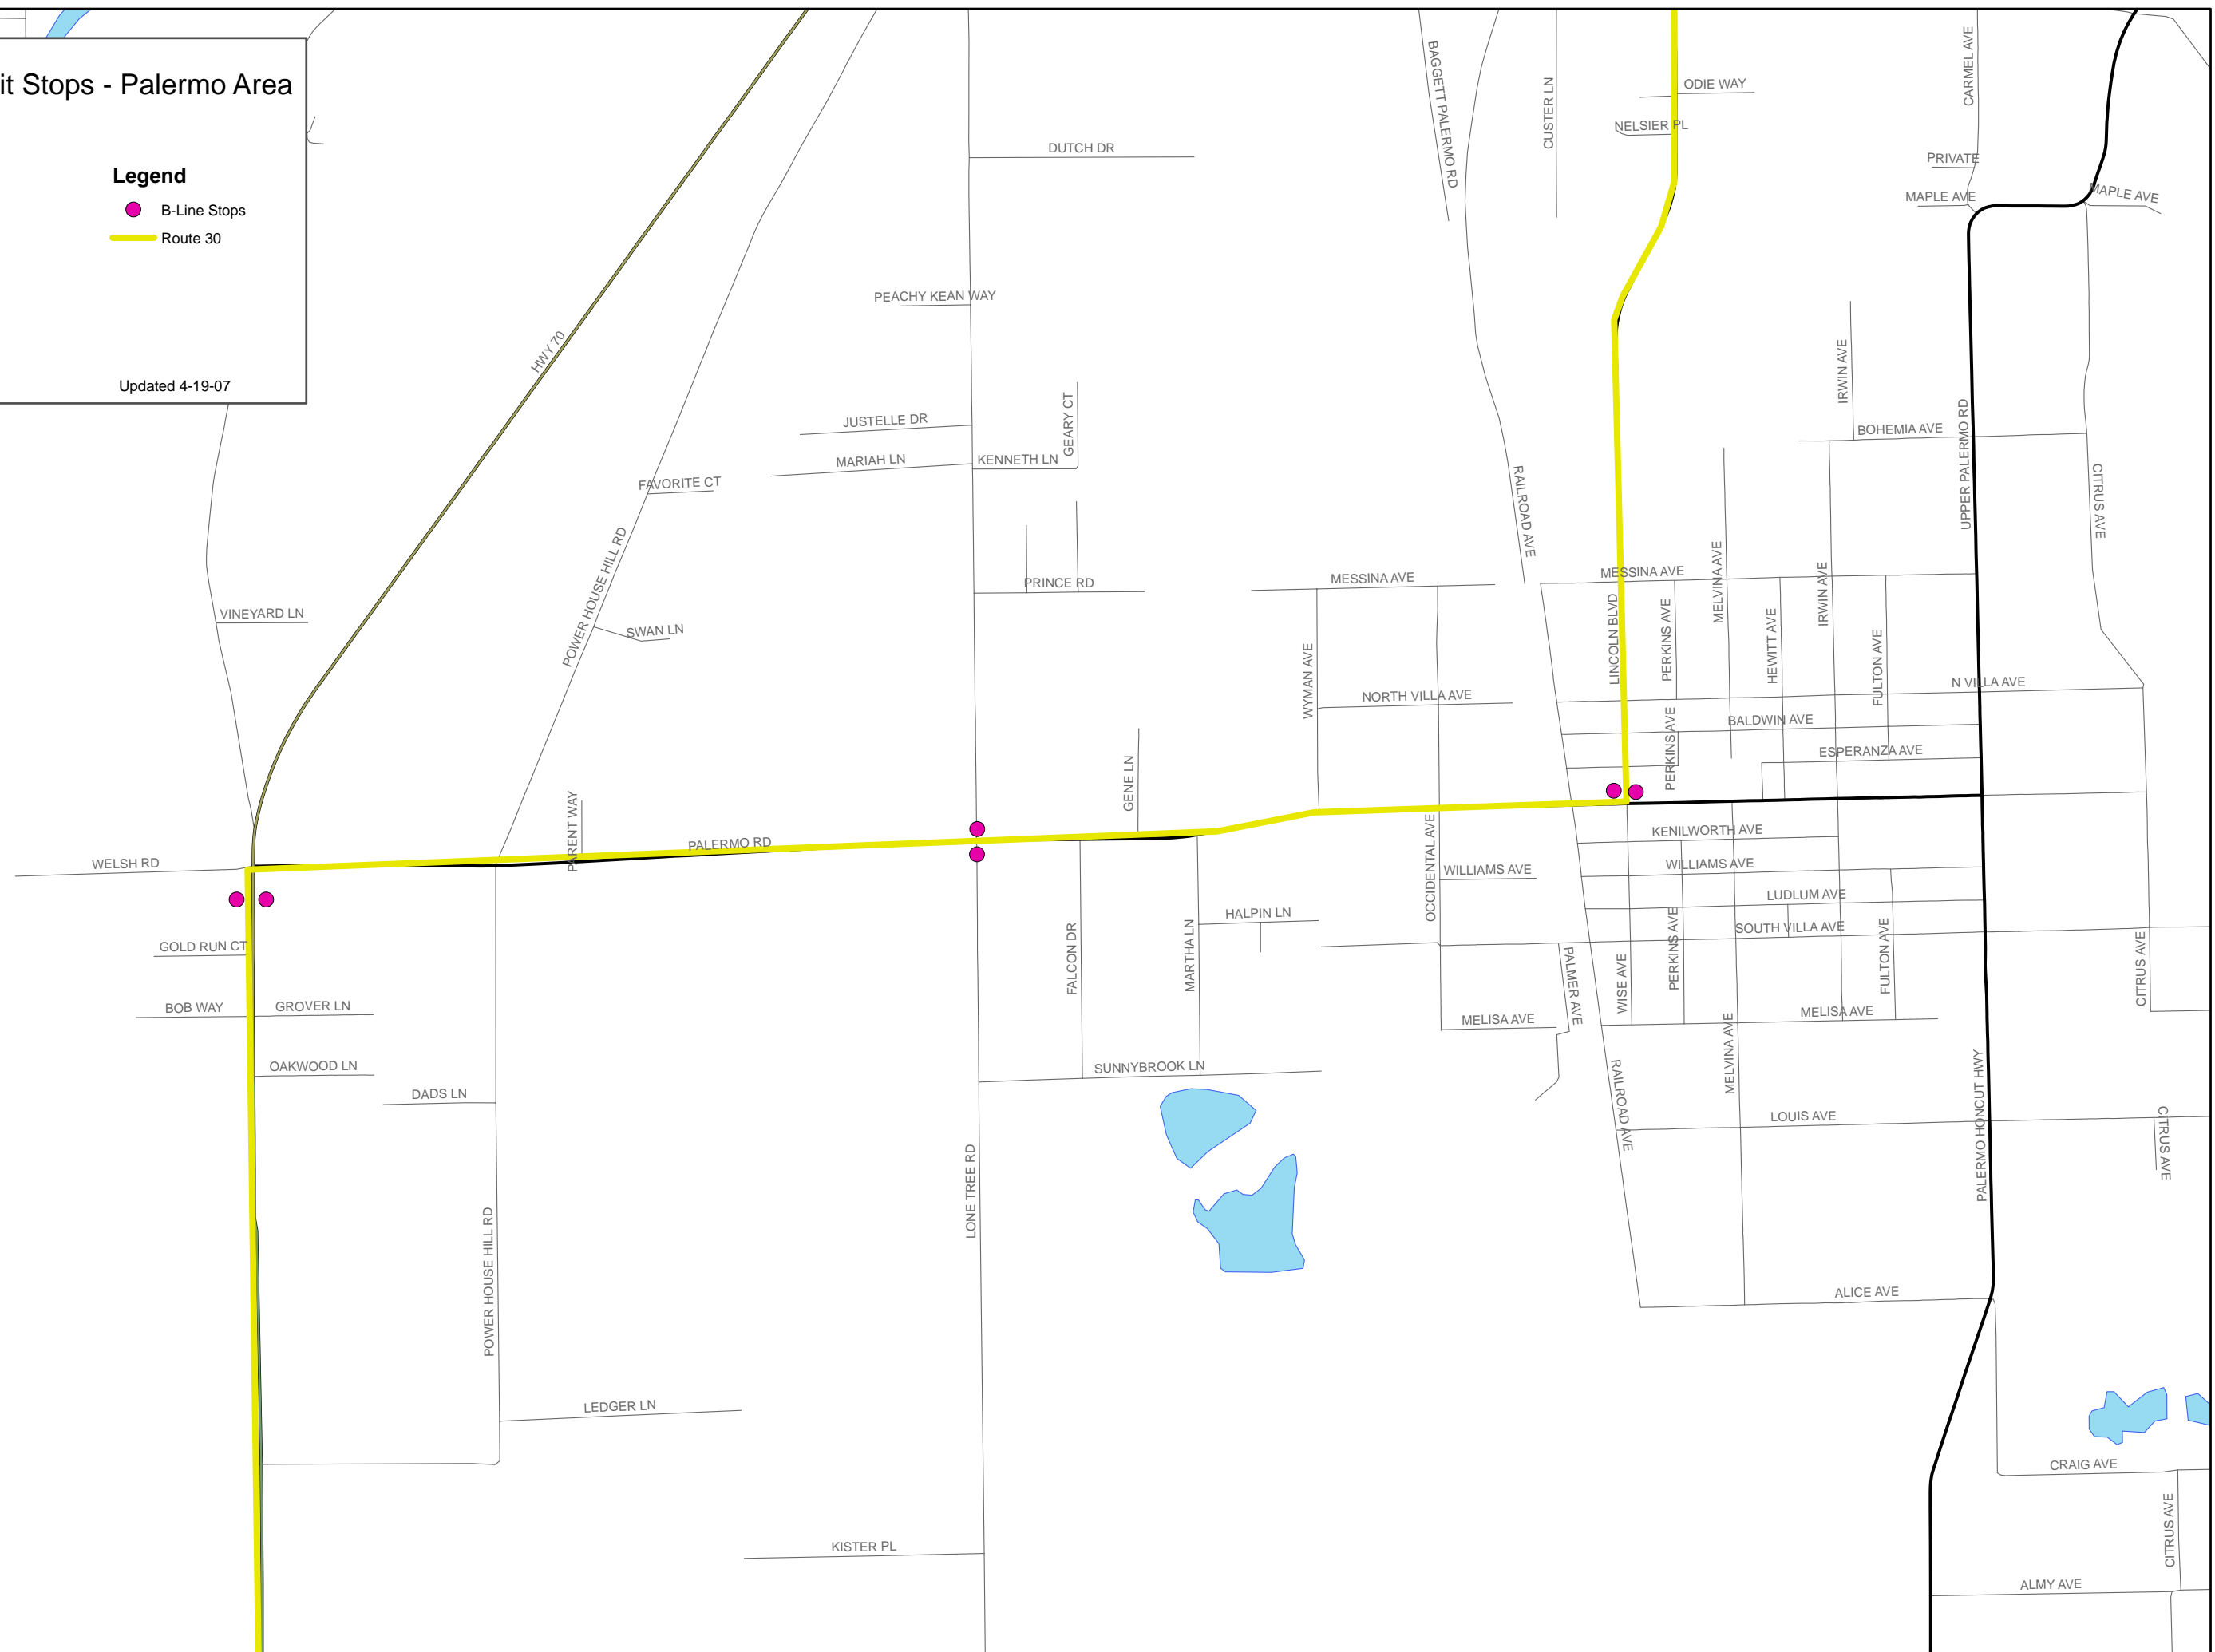 it Stops - Palermo Area
Legend
B-Line Stops
Route 30
Updated 4-19-07
ODIE WAY
NELSIER PL
CUSTER LN
BAGGETT PALERMO RD
CARMEL AVE
PRIVATE
MAPLE AVE
MAPLE AVE
DUTCH DR
PEACHY KEAN WAY
HWY 70
JUSTELLE DR
MARIAH LN
KENNETH LN
GEARY CT
FAVORITE CT
POWER HOUSE HILL RD
SWAN LN
VINEYARD LN
PRINCE RD
RAILROAD AVE
IRWIN AVE
BOHEMIA AVE
UPPER PALERMO RD
CITRUS AVE
MESSINA AVE
MESSINA AVE
LINCOLN BLVD
PERKINS AVE
MELVINA AVE
HEWITT AVE
IRWIN AVE
FULTON AVE
WYMAN AVE
NORTH VILLA AVE
N VILLA AVE
BALDWIN AVE
PERKINS AVE
ESPERANZA AVE
GENE LN
PARENT WAY
PALERMO RD
WELSH RD
KENILWORTH AVE
OCCIDENTAL AVE
WILLIAMS AVE
WILLIAMS AVE
LUDLUM AVE
SOUTH VILLA AVE
HALPIN LN
FALCON DR
MARTHA LN
GOLD RUN CT
BOB WAY
GROVER LN
OAKWOOD LN
DADS LN
PALMER AVE
WISE AVE
PERKINS AVE
FULTON AVE
CITRUS AVE
MELISA AVE
MELISA AVE
MELVINA AVE
SUNNYBROOK LN
RAILROAD AVE
LOUIS AVE
PALERMO HONCUT HWY
CITRUS AVE
LONE TREE RD
POWER HOUSE HILL RD
ALICE AVE
LEDGER LN
CRAIG AVE
KISTER PL
CITRUS AVE
ALMY AVE